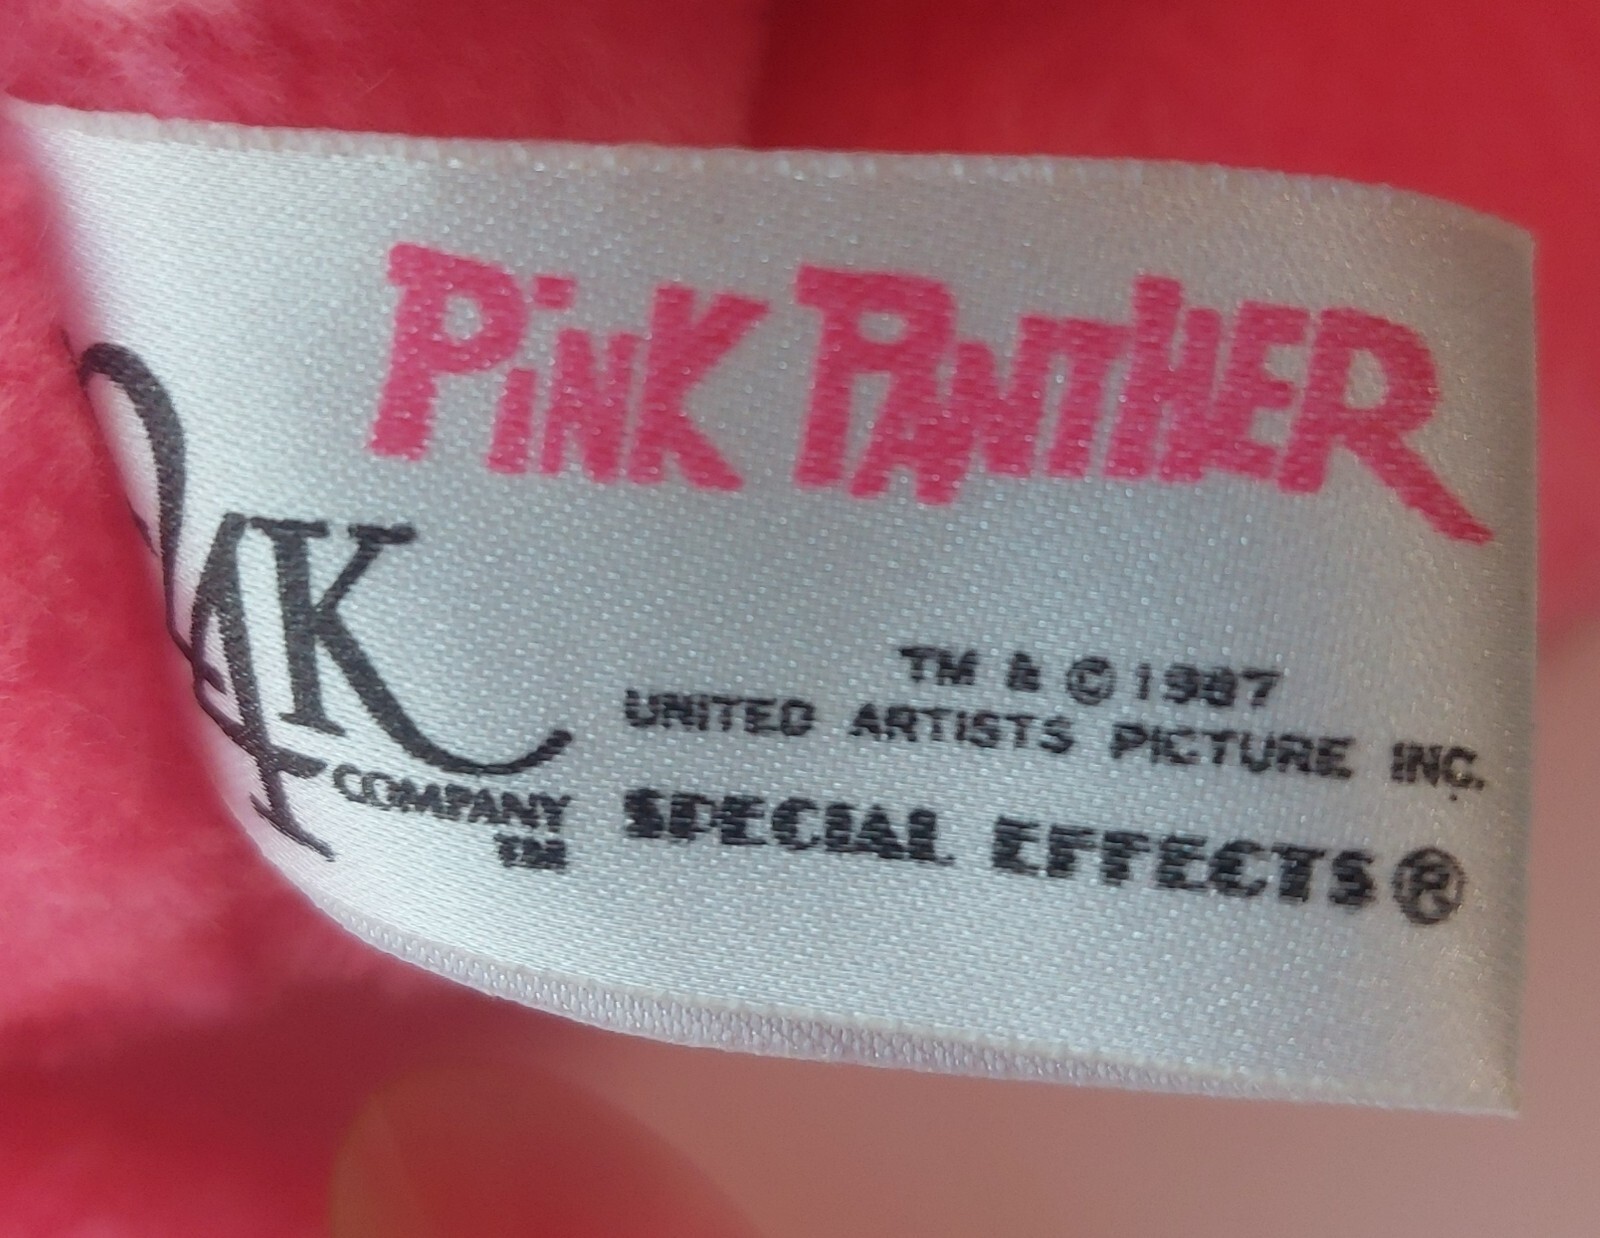 PINK PANTHER
TM & © 1987
UNITED ARTISTS PICTURE INC.
SPECIAL EFFECTS®
COMPANY
TM